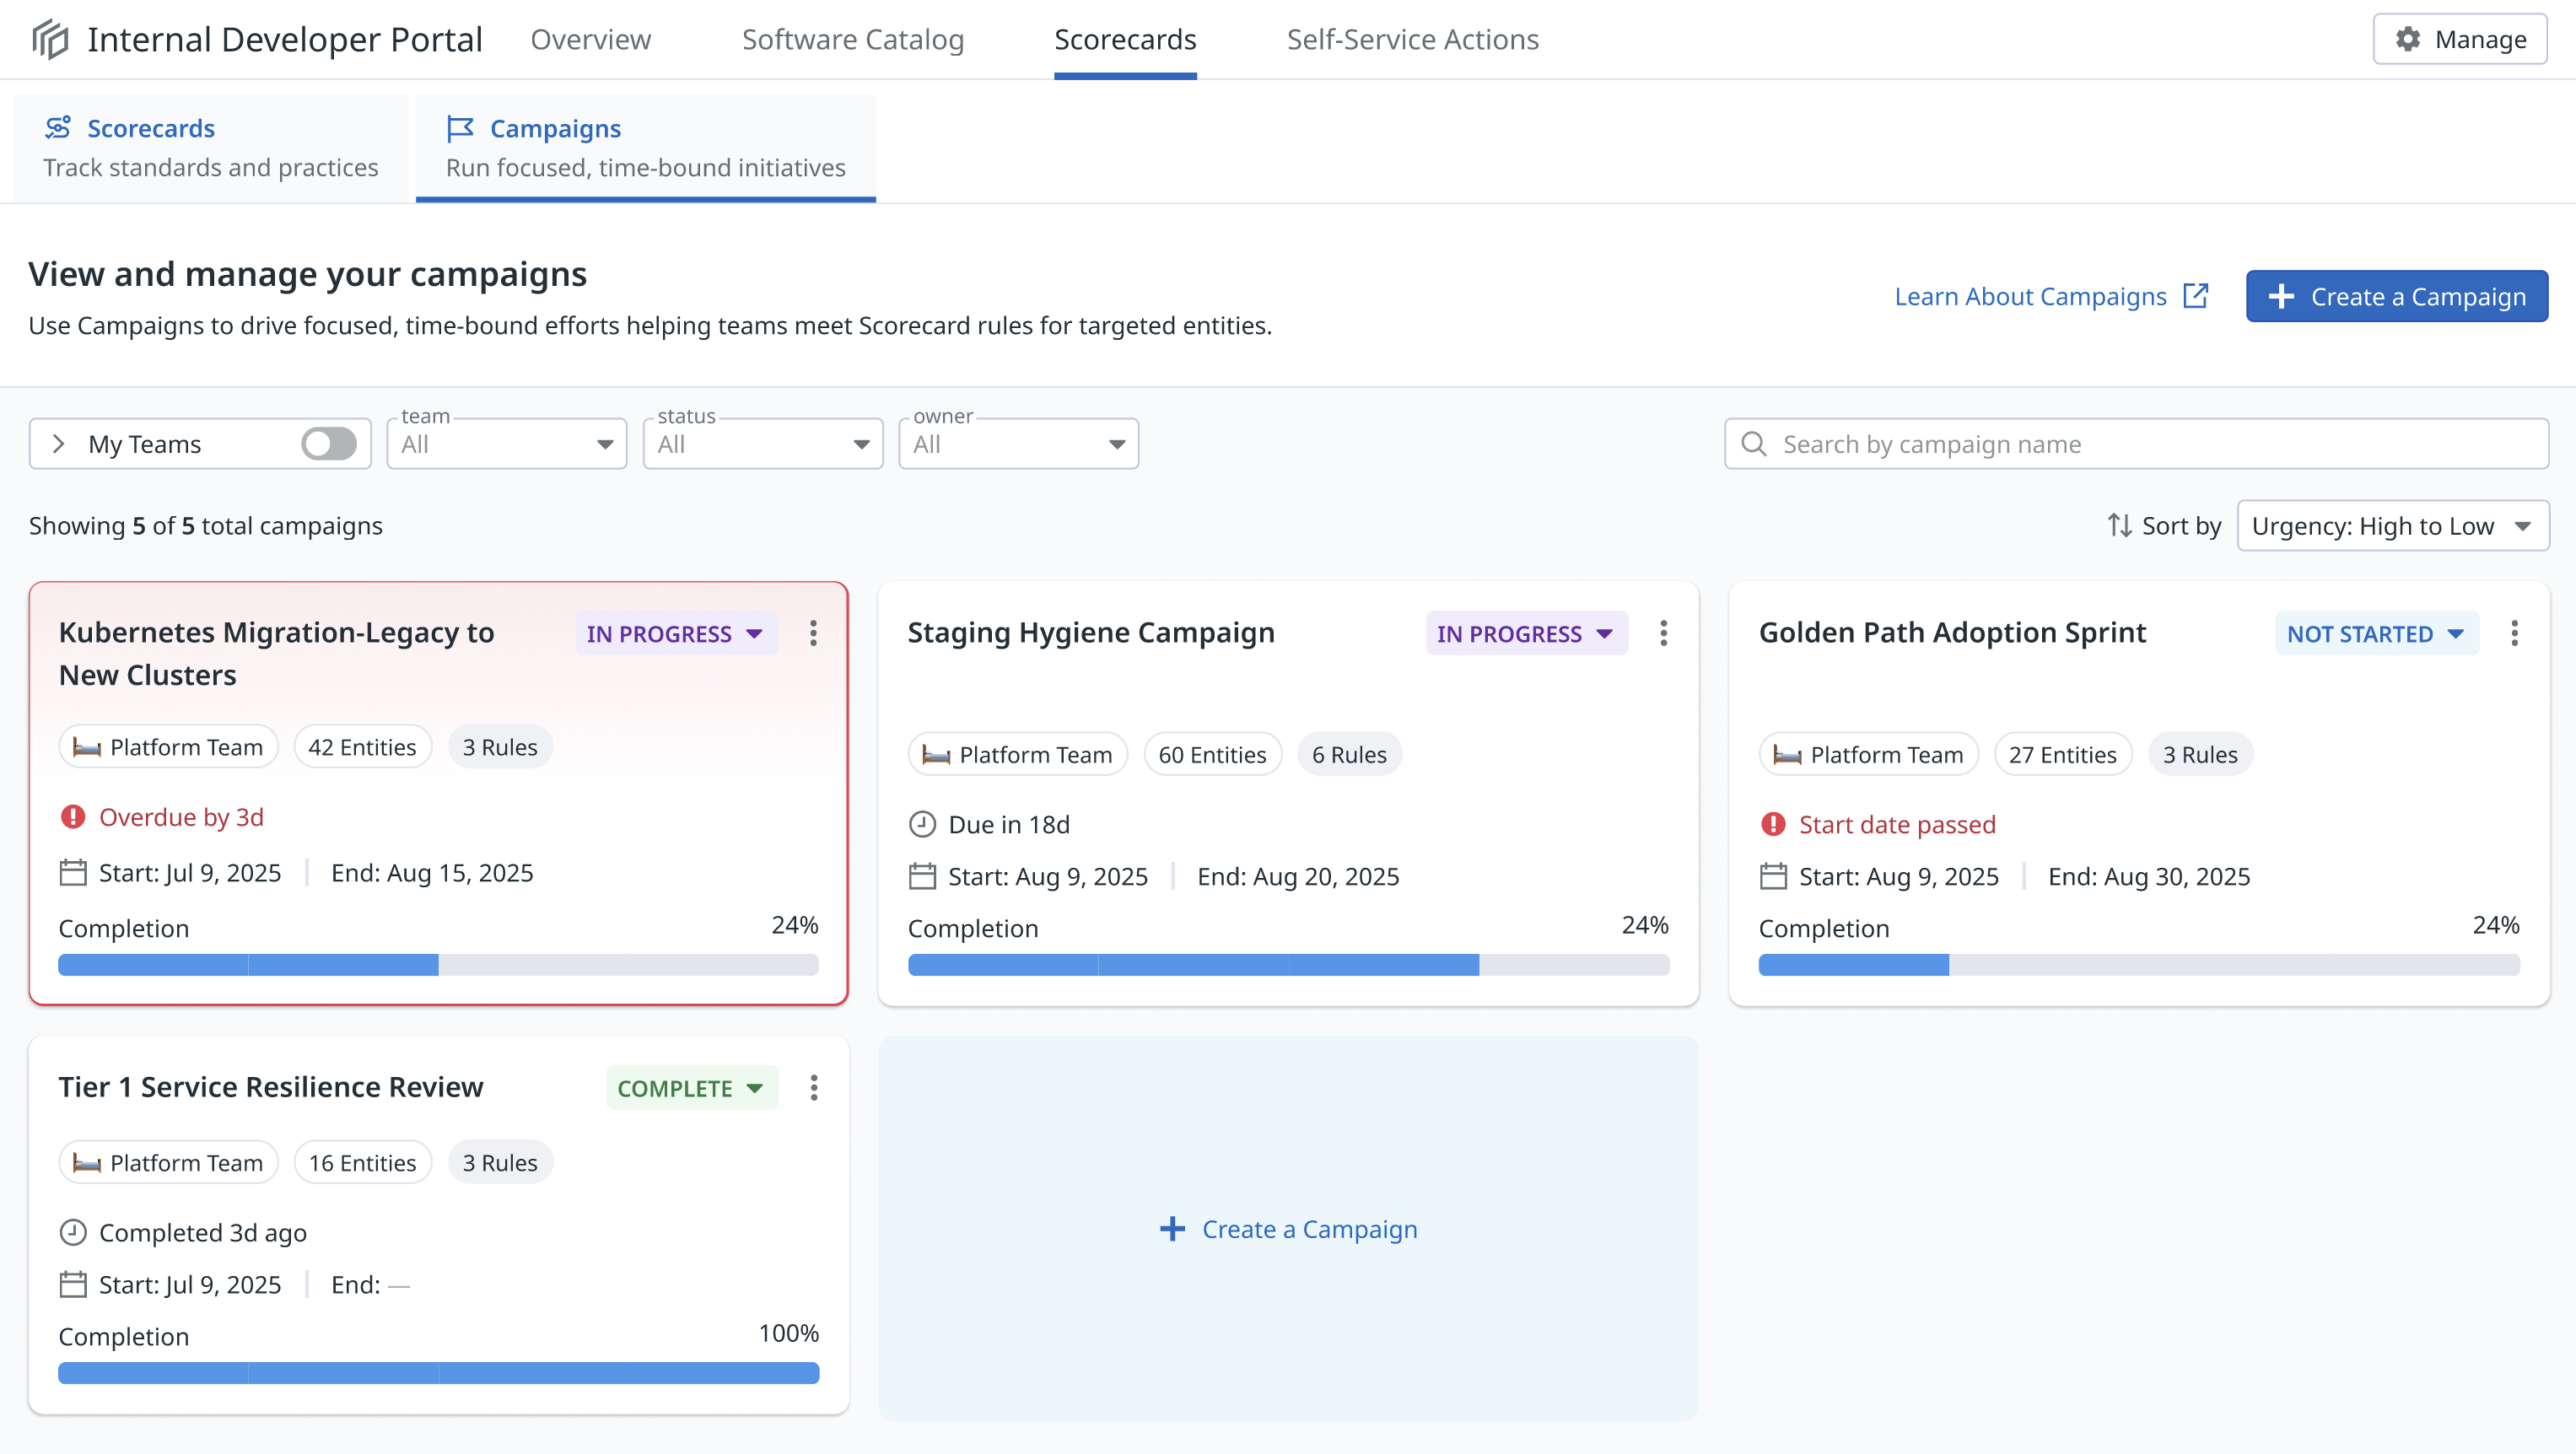 Internal Developer Portal
Overview
Software Catalog
Scorecards
Self-Service Actions
Manage
Scorecards
Track standards and practices
Campaigns
Run focused, time-bound initiatives
View and manage your campaigns
Use Campaigns to drive focused, time-bound efforts helping teams meet Scorecard rules for targeted entities.
Learn About Campaigns
Create a Campaign
My Teams
team
All
status
All
owner
All
Search by campaign name
Showing 5 of 5 total campaigns
Sort by
Urgency: High to Low
Kubernetes Migration-Legacy to
New Clusters
IN PROGRESS
Platform Team
42 Entities
3 Rules
Overdue by 3d
Start: Jul 9, 2025
End: Aug 15, 2025
Completion
24%
Staging Hygiene Campaign
IN PROGRESS
Platform Team
60 Entities
6 Rules
Due in 18d
Start: Aug 9, 2025
End: Aug 20, 2025
Completion
24%
Golden Path Adoption Sprint
NOT STARTED
Platform Team
27 Entities
3 Rules
Start date passed
Start: Aug 9, 2025
End: Aug 30, 2025
Completion
24%
Tier 1 Service Resilience Review
COMPLETE
Platform Team
16 Entities
3 Rules
Completed 3d ago
Start: Jul 9, 2025
End: —
Completion
100%
Create a Campaign